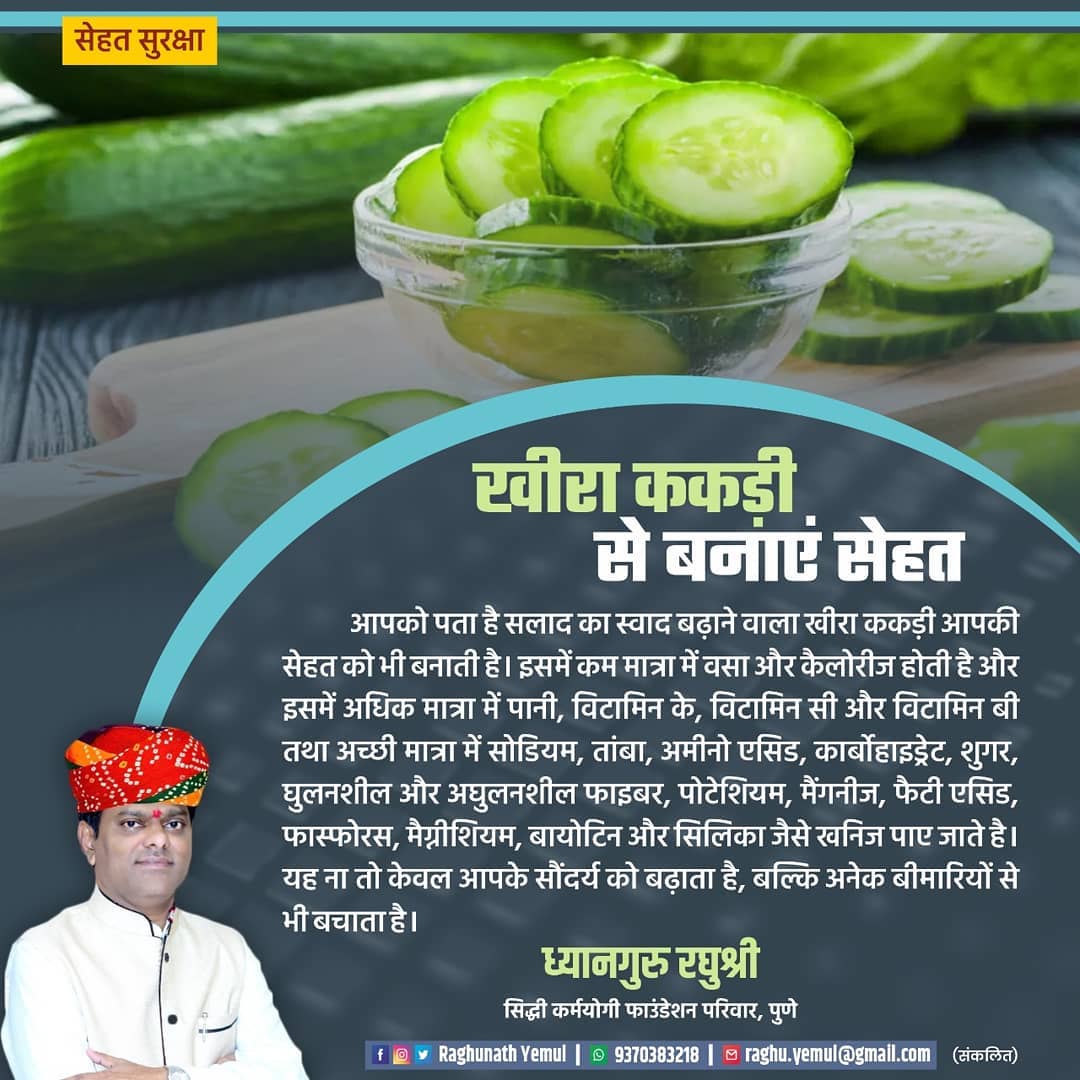 सेहत सुरक्षा
खीरा ककड़ी
से बनाएं सेहत
आपको पता है सलाद का स्वाद बढ़ाने वाला खीरा ककड़ी आपकी
सेहत को भी बनाती है। इसमें कम मात्रा में वसा और कैलोरीज होती है और
इसमें अधिक मात्रा में पानी, विटामिन के, विटामिन सी और विटामिन बी
तथा अच्छी मात्रा में सोडियम, तांबा, अमीनो एसिड, कार्बोहाइड्रेट, शुगर,
घुलनशील और अघुलनशील फाइबर, पोटेशियम, मैंगनीज, फैटी एसिड,
फास्फोरस, मैग्नीशियम, बायोटिन और सिलिका जैसे खनिज पाए जाते है।
यह ना तो केवल आपके सौंदर्य को बढ़ाता है, बल्कि अनेक बीमारियों से
भी बचाता है।
ध्यानगुरु रघुश्री
सिद्धी कर्मयोगी फाउंडेशन परिवार, पुणे
Raghunath Yemul | 9370383218 | raghu.yemul@gmail.com (संकलित)